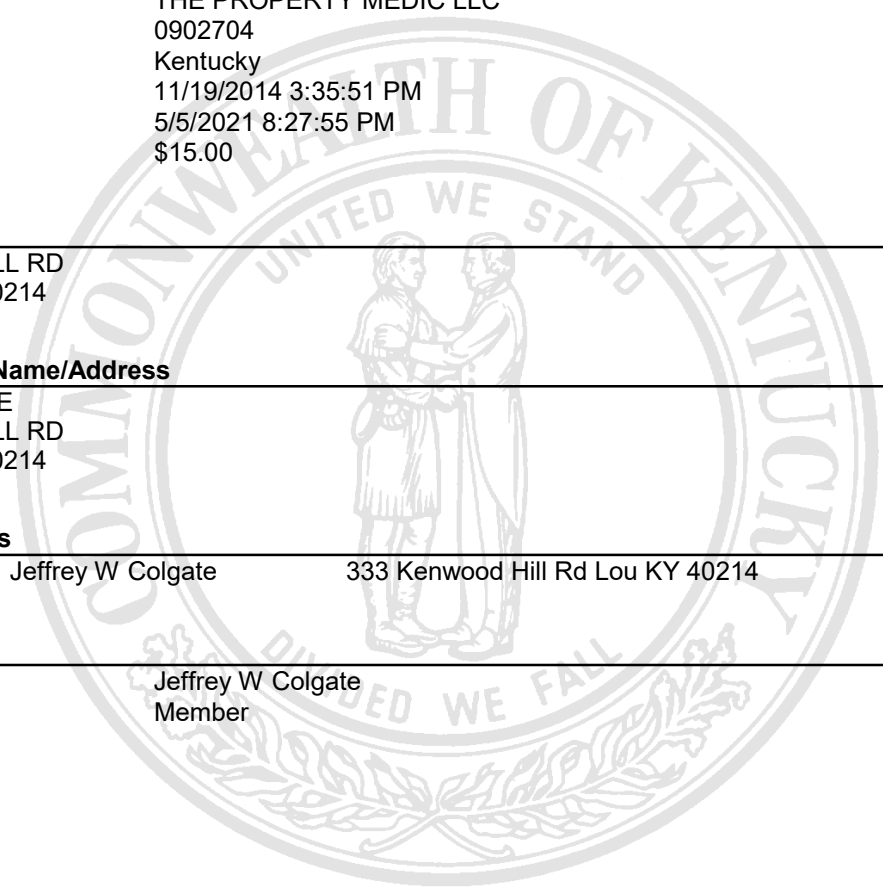 THE PROPERTY MEDIC LLC
0902704
Kentucky
11/19/2014 3:35:51 PM
5/5/2021 8:27:55 PM
$15.00
LL RD
0214
Name/Address
E
LL RD
0214
s
Jeffrey W Colgate 333 Kenwood Hill Rd Lou KY 40214
Jeffrey W Colgate
Member
COMMONWEALTH OF KENTUCKY
UNITED WE STAND
DIVIDED WE FALL